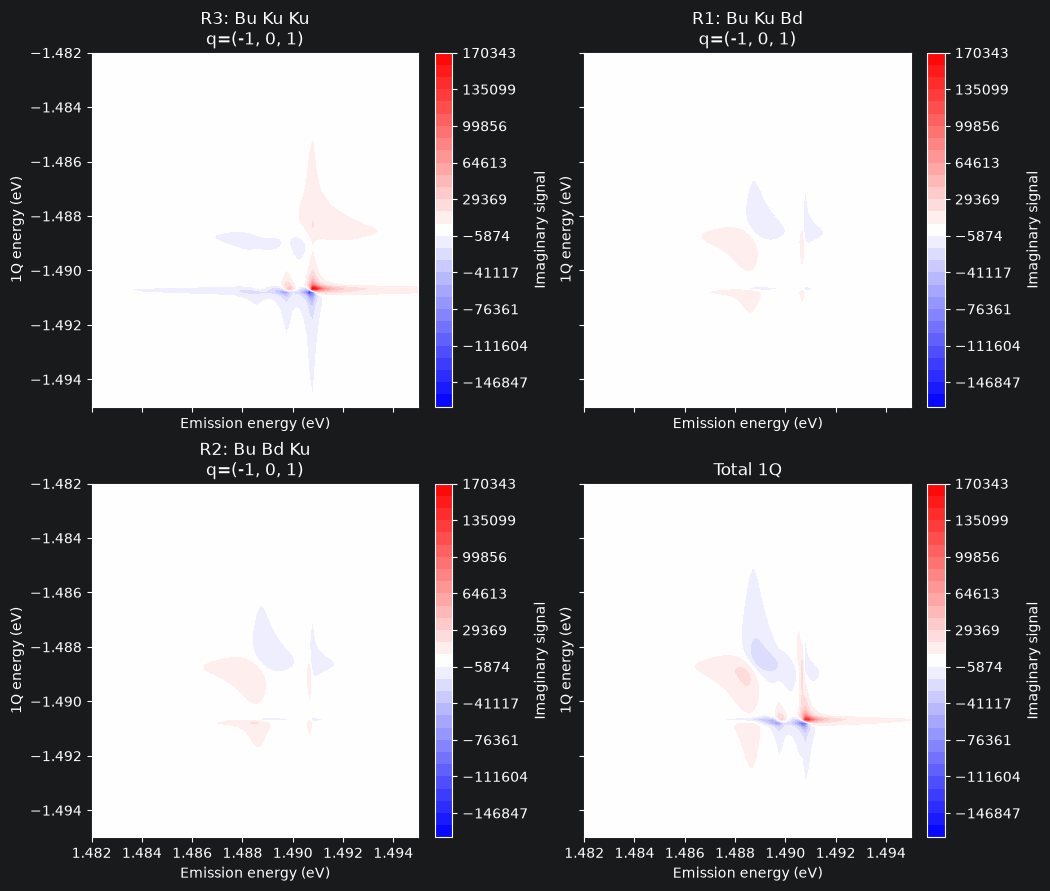 R3: Bu Ku Ku
q=(-1, 0, 1)
−1.482
−1.484
−1.486
−1.488
−1.490
−1.492
−1.494
1Q energy (eV)
Emission energy (eV)
170343
135099
99856
64613
29369
−5874
−41117
−76361
−111604
−146847
Imaginary signal
R1: Bu Ku Bd
q=(-1, 0, 1)
1Q energy (eV)
Emission energy (eV)
170343
135099
99856
64613
29369
−5874
−41117
−76361
−111604
−146847
Imaginary signal
R2: Bu Bd Ku
q=(-1, 0, 1)
−1.482
−1.484
−1.486
−1.488
−1.490
−1.492
−1.494
1Q energy (eV)
1.482 1.484 1.486 1.488 1.490 1.492 1.494
Emission energy (eV)
170343
135099
99856
64613
29369
−5874
−41117
−76361
−111604
−146847
Imaginary signal
Total 1Q
1Q energy (eV)
1.482 1.484 1.486 1.488 1.490 1.492 1.494
Emission energy (eV)
170343
135099
99856
64613
29369
−5874
−41117
−76361
−111604
−146847
Imaginary signal